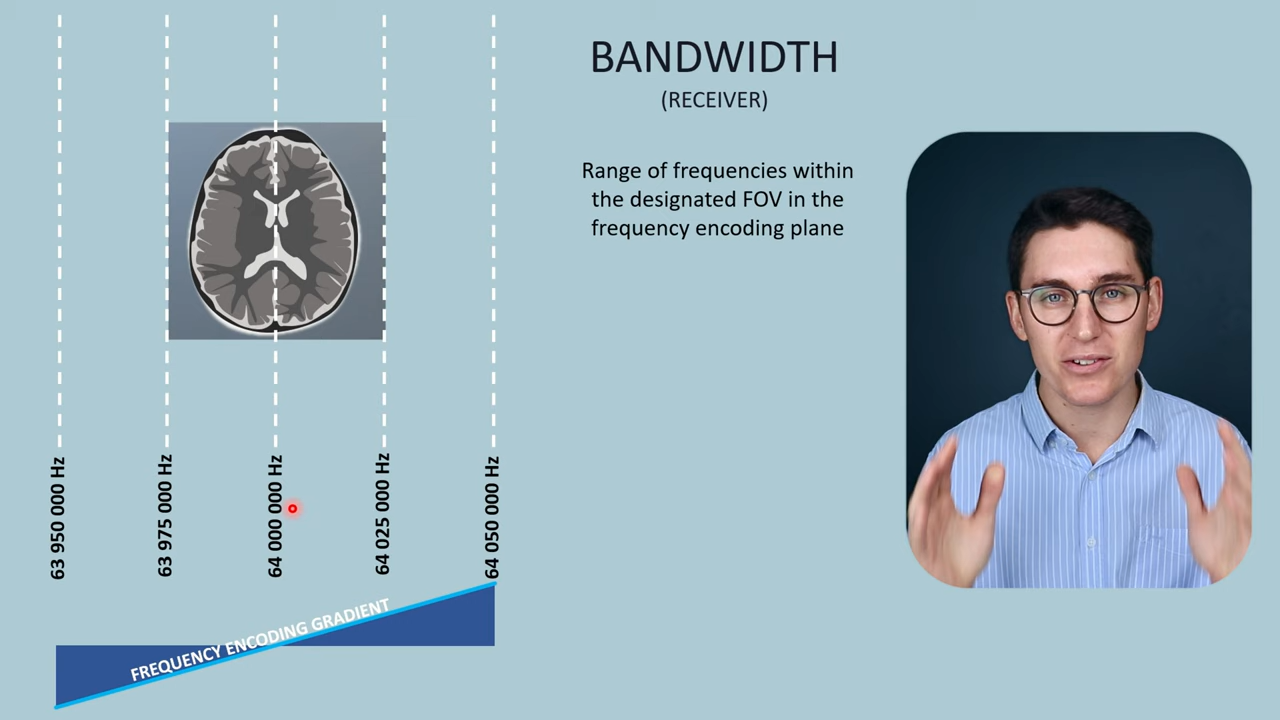 BANDWIDTH
(RECEIVER)
Range of frequencies within
the designated FOV in the
frequency encoding plane
63 950 000 Hz
63 975 000 Hz
64 000 000 Hz
64 025 000 Hz
64 050 000 Hz
FREQUENCY ENCODING GRADIENT